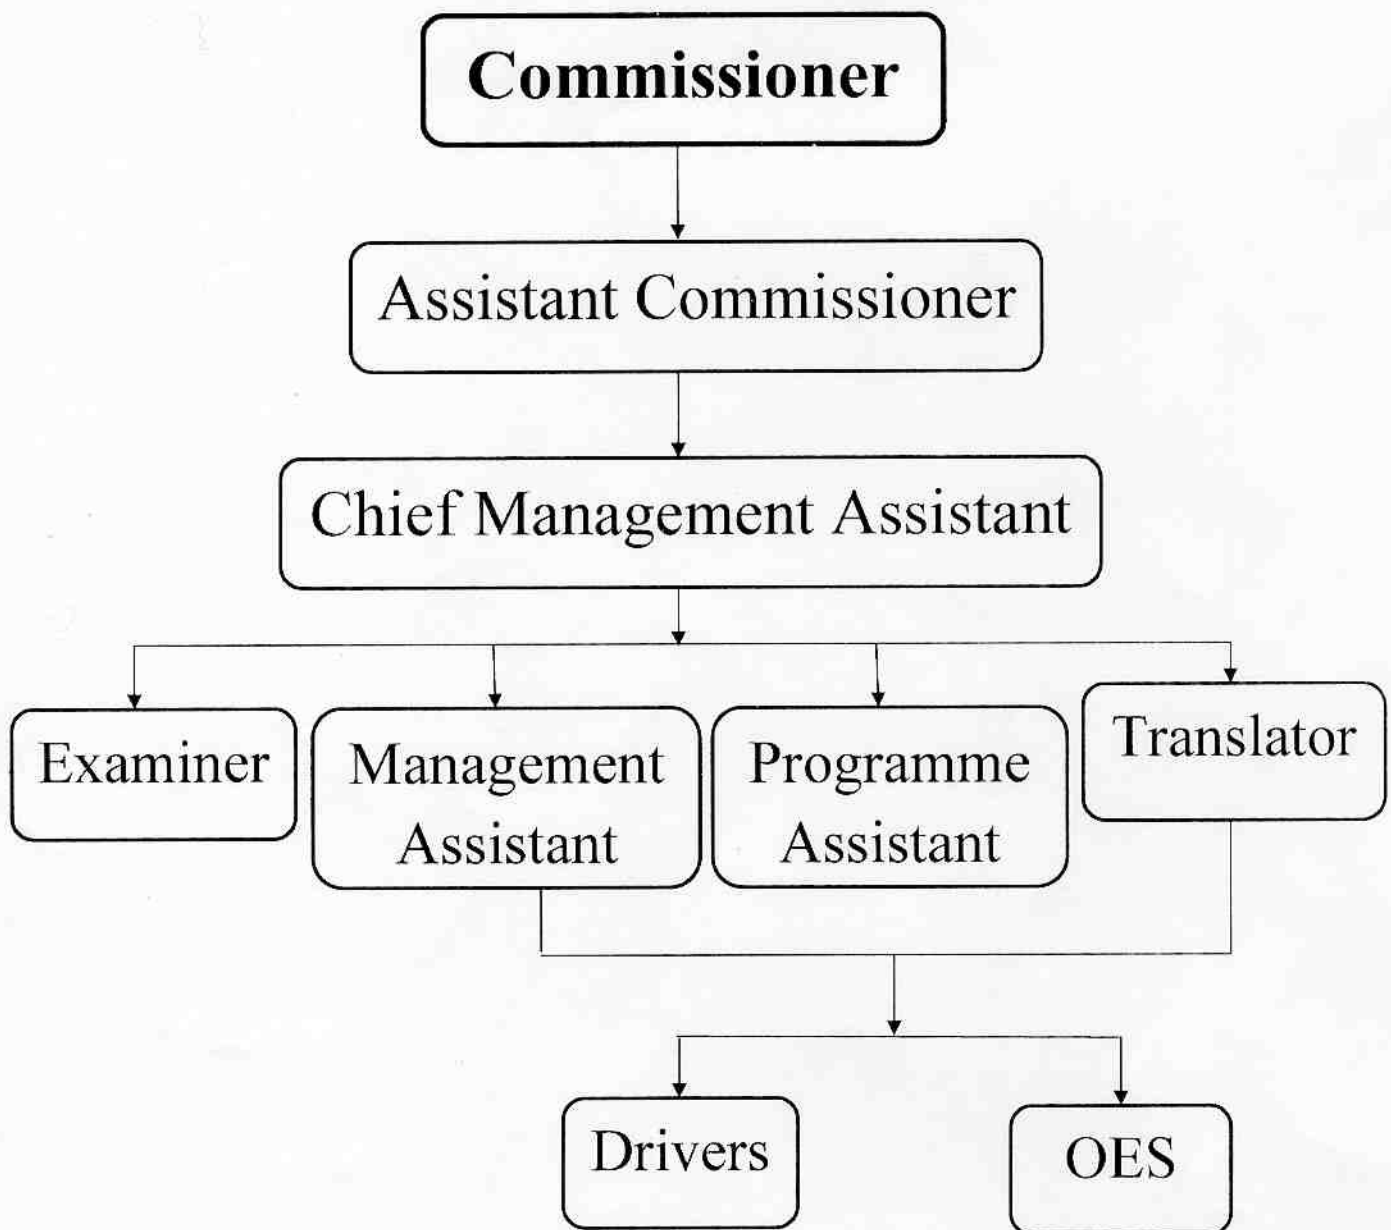 Commissioner
Assistant Commissioner
Chief Management Assistant
Examiner
Management
Assistant
Programme
Assistant
Translator
Drivers
OES